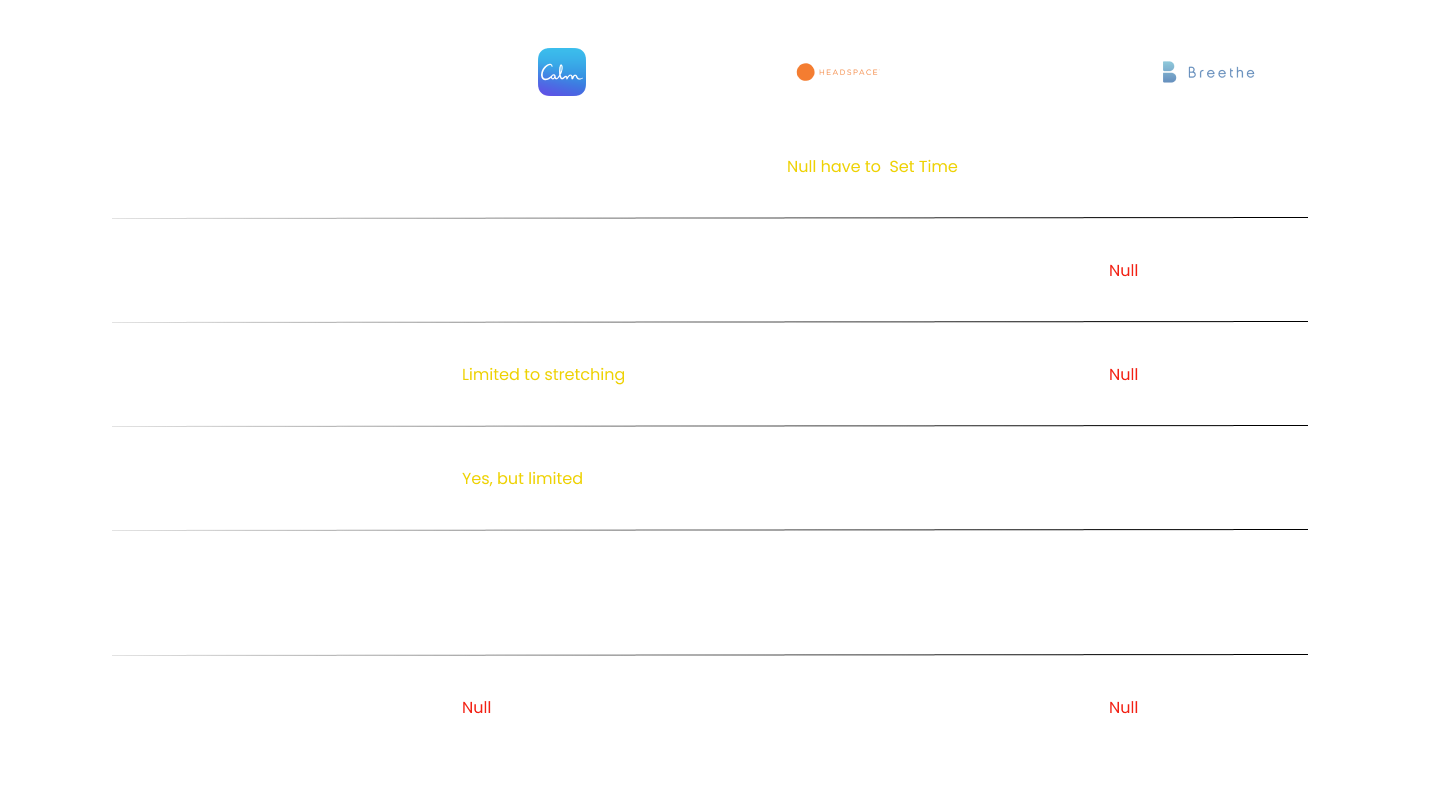 Calm
HEADSPACE
Breethe
Null have to  Set Time
Null
Limited to stretching
Null
Yes, but limited
Null
Null